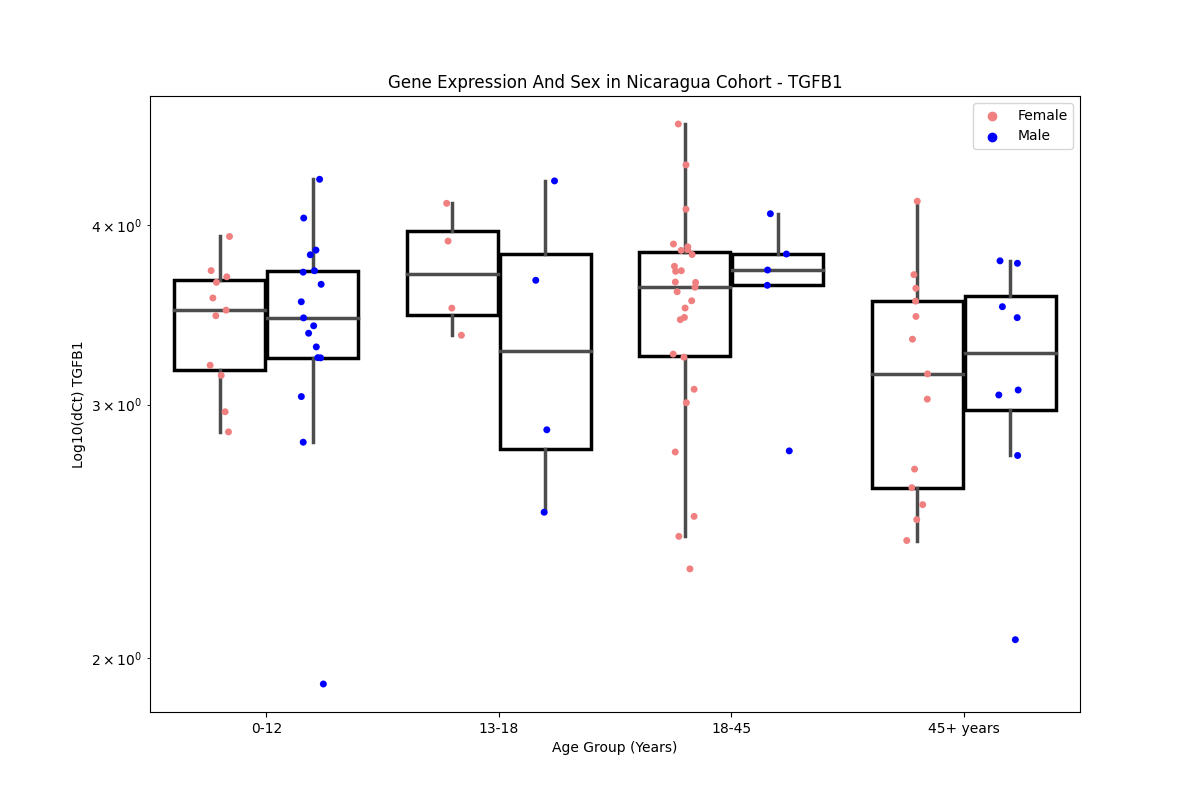 Gene Expression And Sex in Nicaragua Cohort - TGFB1
Female
Male
4 × 10⁰
3 × 10⁰
2 × 10⁰
Log10(dCt) TGFB1
0-12
13-18
18-45
45+ years
Age Group (Years)